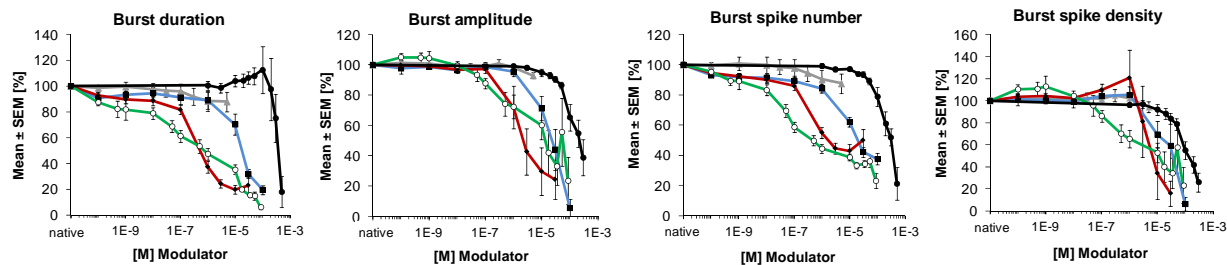 Burst duration
Mean ± SEM [%]
140
120
100
80
60
40
20
0
native 1E-9 1E-7 1E-5 1E-3
[M] Modulator
Burst amplitude
Mean ± SEM [%]
120
100
80
60
40
20
0
native 1E-9 1E-7 1E-5 1E-3
[M] Modulator
Burst spike number
Mean ± SEM [%]
120
100
80
60
40
20
0
native 1E-9 1E-7 1E-5 1E-3
[M] Modulator
Burst spike density
Mean ± SEM [%]
160
140
120
100
80
60
40
20
0
native 1E-9 1E-7 1E-5 1E-3
[M] Modulator